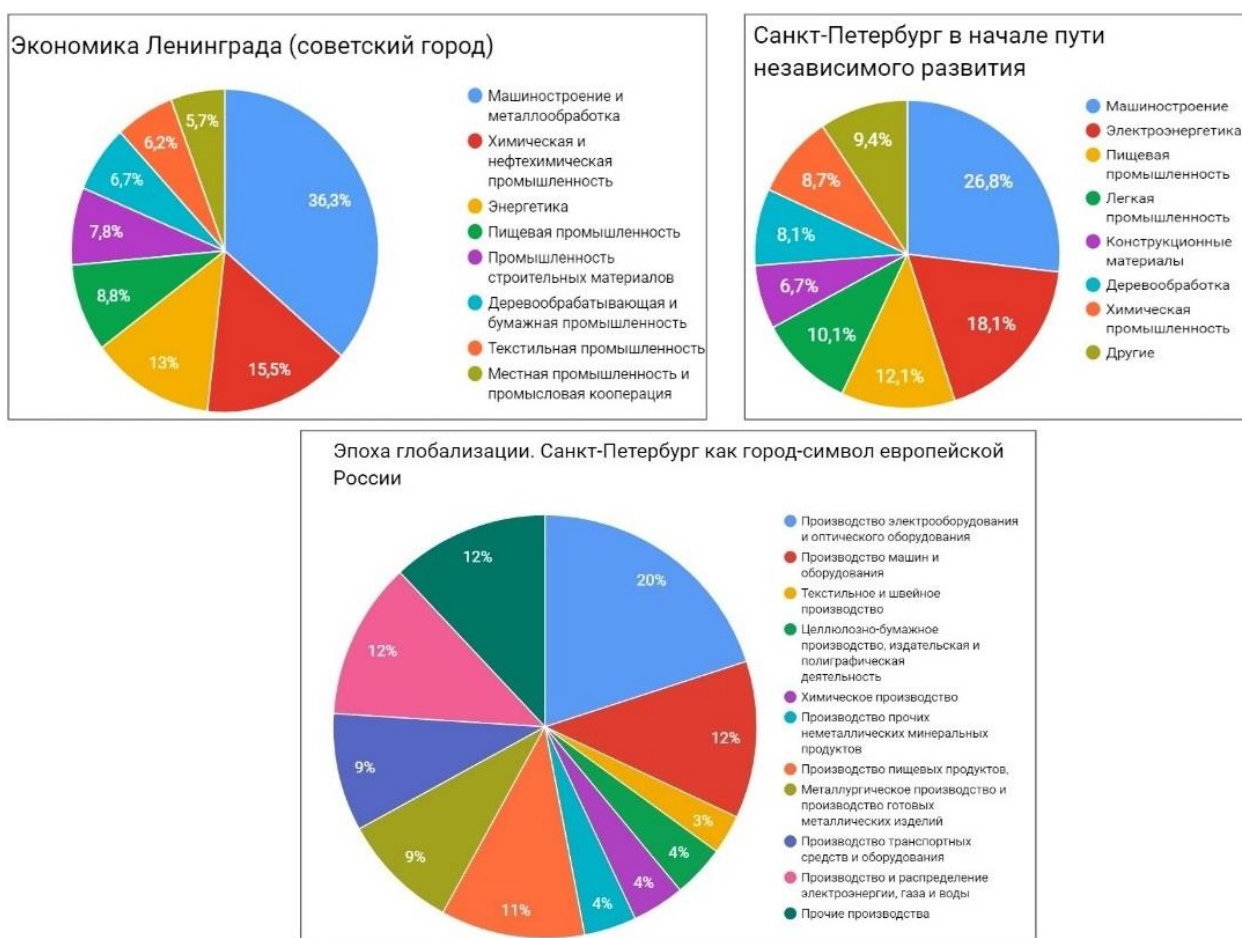 Экономика Ленинграда (советский город)
36,3%
15,5%
13%
8,8%
7,8%
6,7%
6,2%
5,7%
Машиностроение и
металлообработка
Химическая и
нефтехимическая
промышленность
Энергетика
Пищевая промышленность
Промышленность
строительных материалов
Деревообрабатывающая и
бумажная промышленность
Текстильная промышленность
Местная промышленность и
промысловая кооперация
Санкт-Петербург в начале пути
независимого развития
26,8%
18,1%
12,1%
10,1%
6,7%
8,1%
8,7%
9,4%
Машиностроение
Электроэнергетика
Пищевая
промышленность
Легкая
промышленность
Конструкционные
материалы
Деревообработка
Химическая
промышленность
Другие
Эпоха глобализации. Санкт-Петербург как город-символ европейской
России
20%
12%
3%
4%
4%
4%
11%
9%
9%
12%
12%
Производство электрооборудования
и оптического оборудования
Производство машин и
оборудования
Текстильное и швейное
производство
Целлюлозно-бумажное
производство, издательская и
полиграфическая
деятельность
Химическое производство
Производство прочих
неметаллических минеральных
продуктов
Производство пищевых продуктов,
Металлургическое производство и
производство готовых
металлических изделий
Производство транспортных
средств и оборудования
Производство и распределение
электроэнергии, газа и воды
Прочие производства